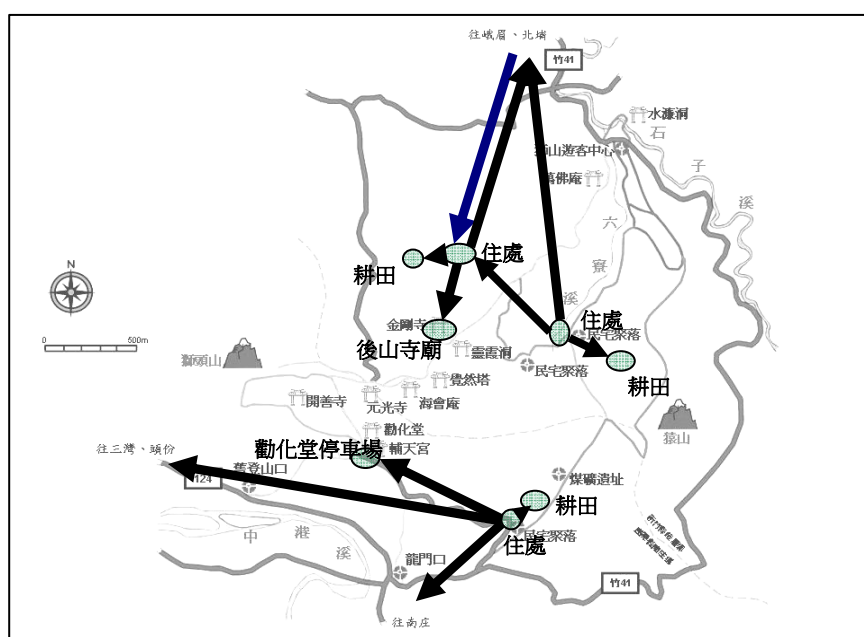 往峨眉、北埔
竹41
水濂洞
石
子
溪
獅山遊客中心
萬佛庵
六
寮
溪
N
住處
耕田
0
500m
金剛寺
後山寺廟
住處
民宅聚落
靈霞洞
民宅聚落
耕田
獅頭山
覺然塔
海會庵
元光寺
開善寺
猿山
勸化堂
輔天宮
勸化堂停車場
往三灣、頭份
舊登山口
124
煤礦遺址
耕田
民宅聚落
住處
中
港
溪
龍門口
竹41
往南庄